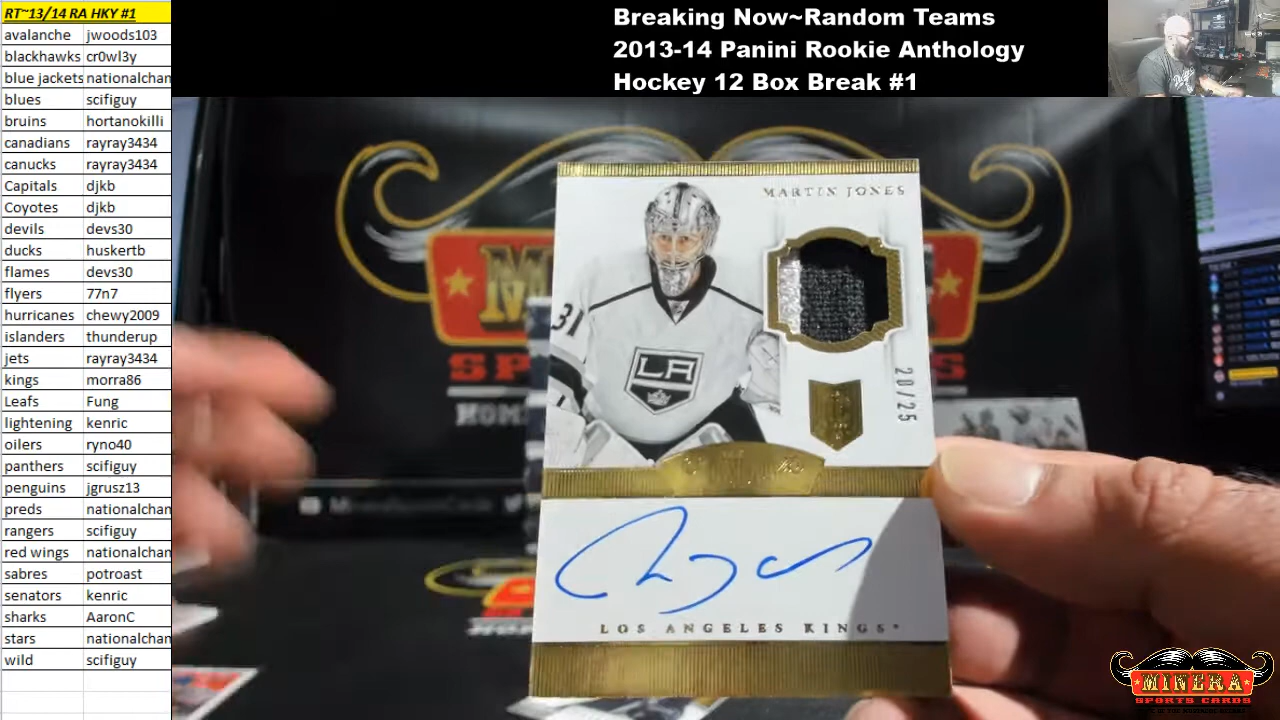 RT~13/14 RA HKY #1
avalanche jwoods103
blackhawks cr0wl3y
blue jackets nationalchan
blues scifiguy
bruins hortanokilli
canadians rayray3434
canucks rayray3434
Capitals djkb
Coyotes djkb
devils devs30
ducks huskertb
flames devs30
flyers 77n7
hurricanes chewy2009
islanders thunderup
jets rayray3434
kings morra86
Leafs Fung
lightening kenric
oilers ryno40
panthers scifiguy
penguins jgrusz13
preds nationalchan
rangers scifiguy
red wings nationalchan
sabres potroast
senators kenric
sharks AaronC
stars nationalchan
wild scifiguy
Breaking Now~Random Teams
2013-14 Panini Rookie Anthology
Hockey 12 Box Break #1
MARTIN JONES
31
LA
20/25
LOS ANGELES KINGS
MINERA
SPORTS CARDS